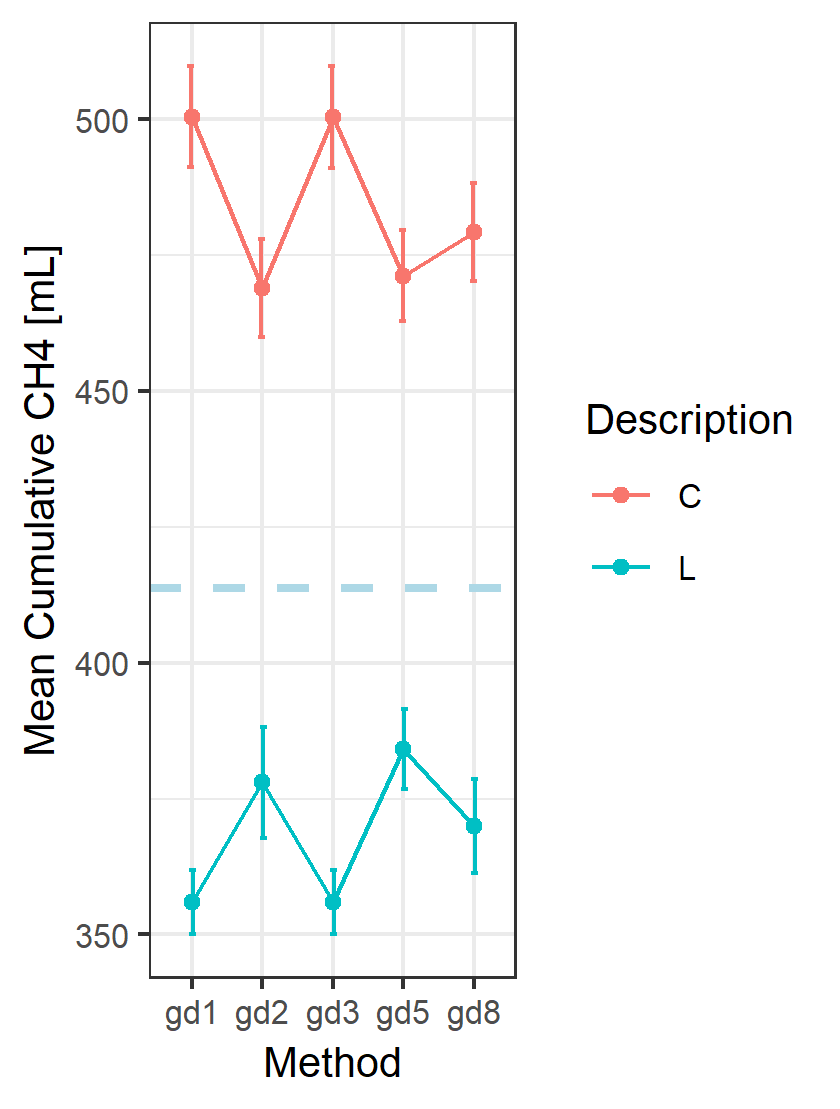 Mean Cumulative CH4 [mL]
500
450
400
350
gd1 gd2 gd3 gd5 gd8
Method
Description
C
L